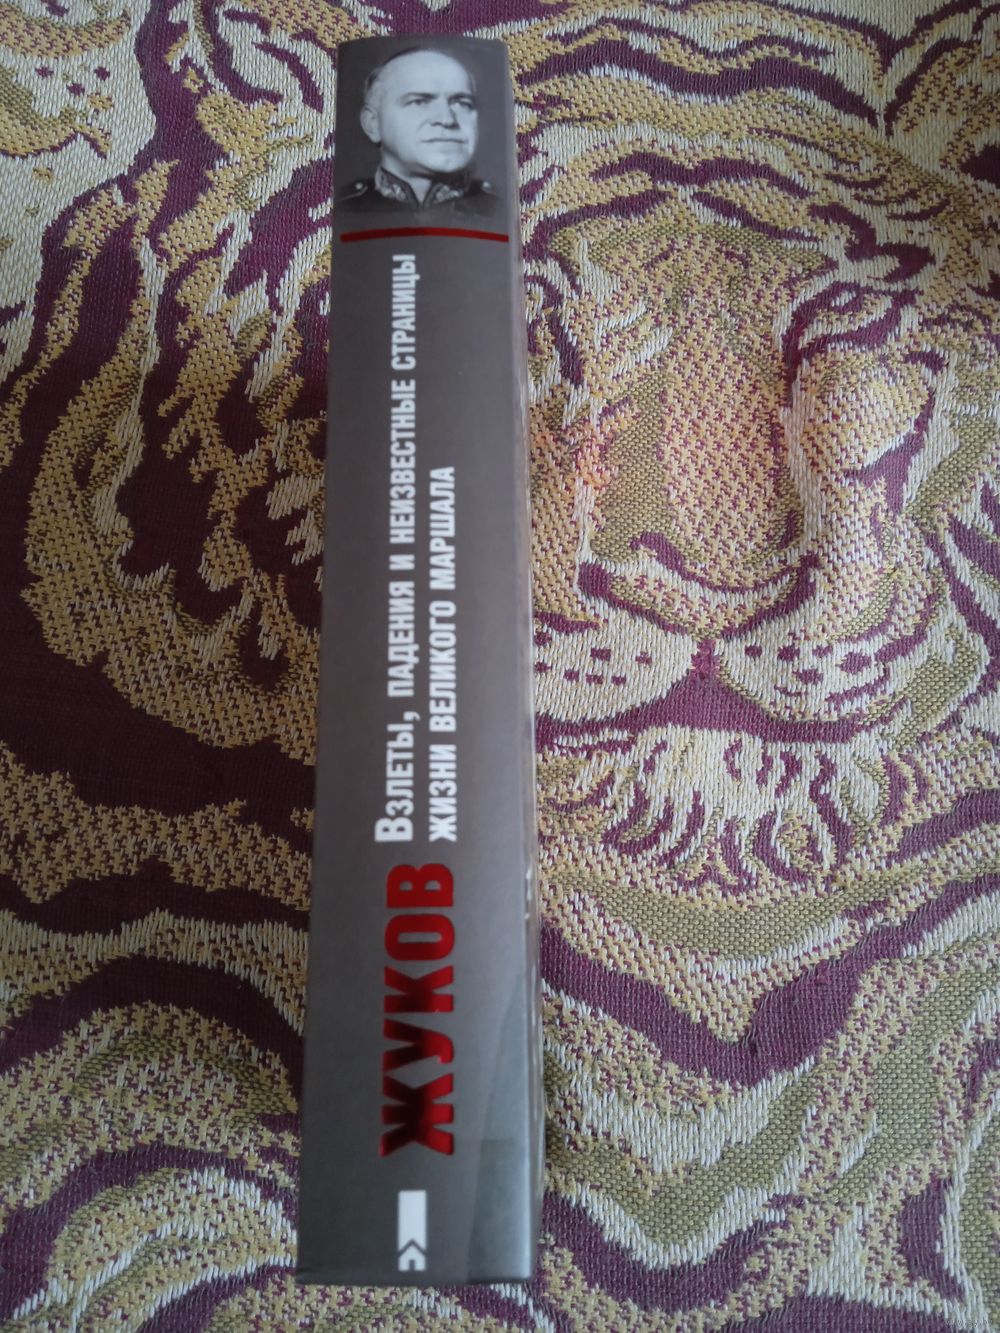 ЖУКОВ
Взлеты, падения и неизвестные страницы
жизни великого маршала